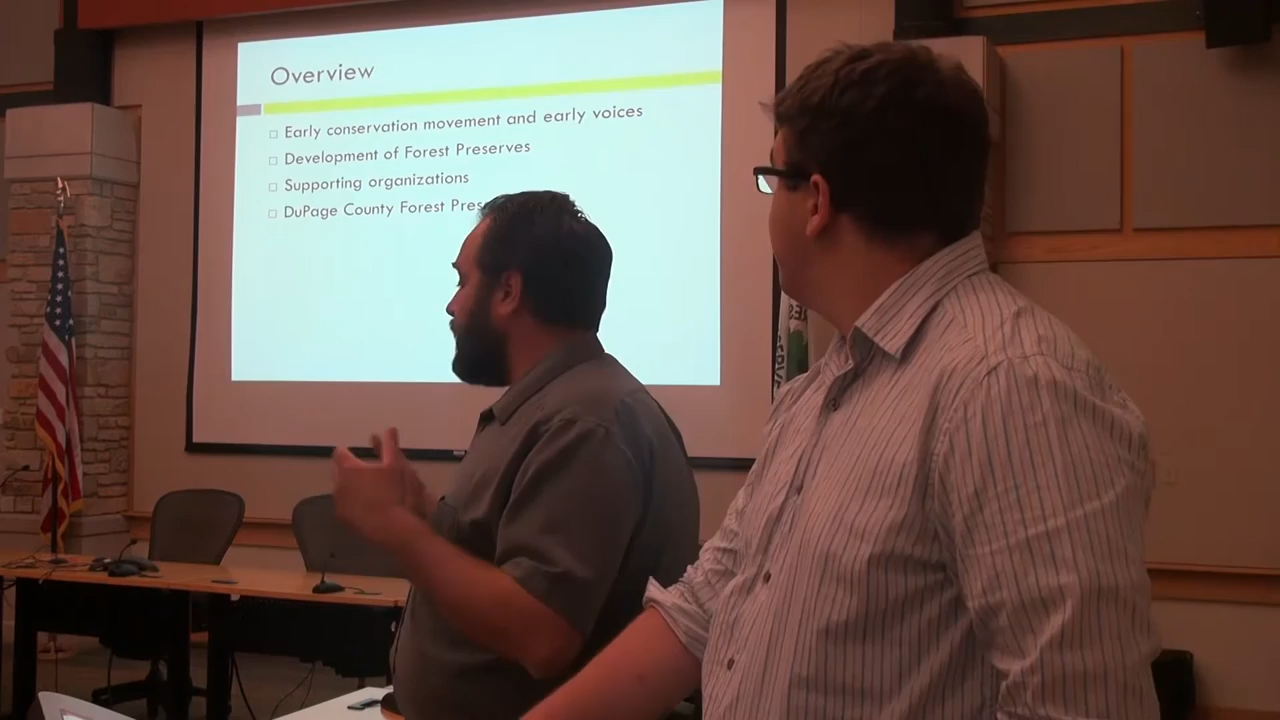 Overview
Early conservation movement and early voices
Development of Forest Preserves
Supporting organizations
DuPage County Forest Pres